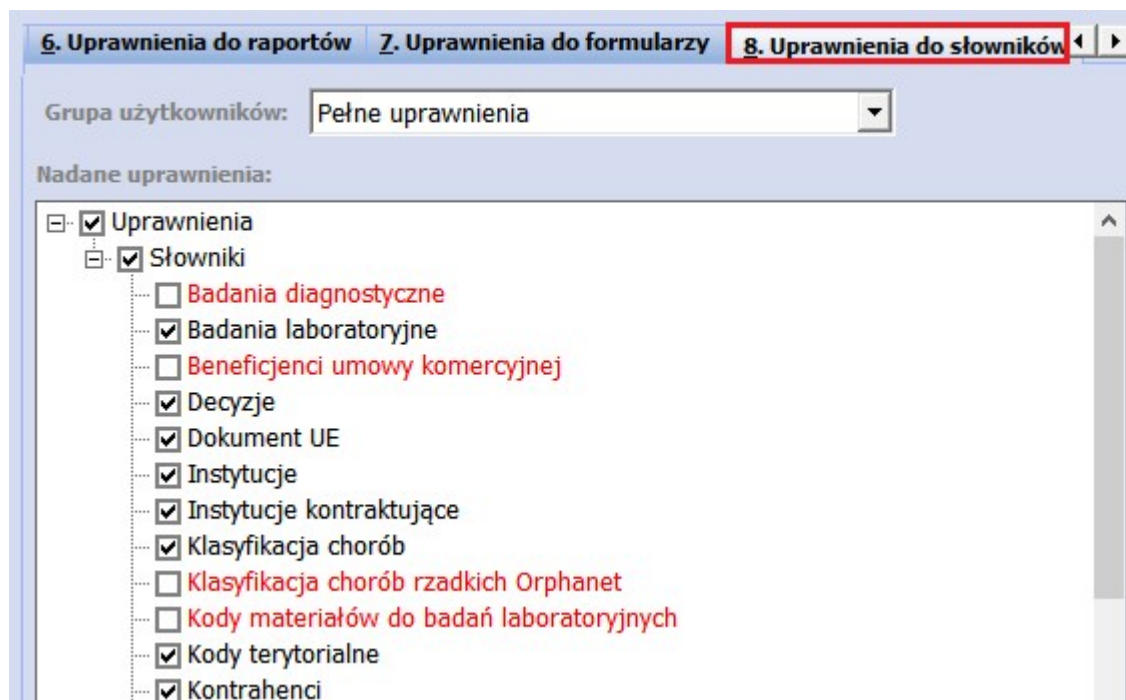 6. Uprawnienia do raportów 7. Uprawnienia do formularzy 8. Uprawnienia do słowników
Grupa użytkowników: Pełne uprawnienia
Nadane uprawnienia:
Uprawnienia
Słowniki
Badania diagnostyczne
Badania laboratoryjne
Beneficjenci umowy komercyjnej
Decyzje
Dokument UE
Instytucje
Instytucje kontraktujące
Klasyfikacja chorób
Klasyfikacja chorób rzadkich Orphanet
Kody materiałów do badań laboratoryjnych
Kody terytorialne
Kontrahenci